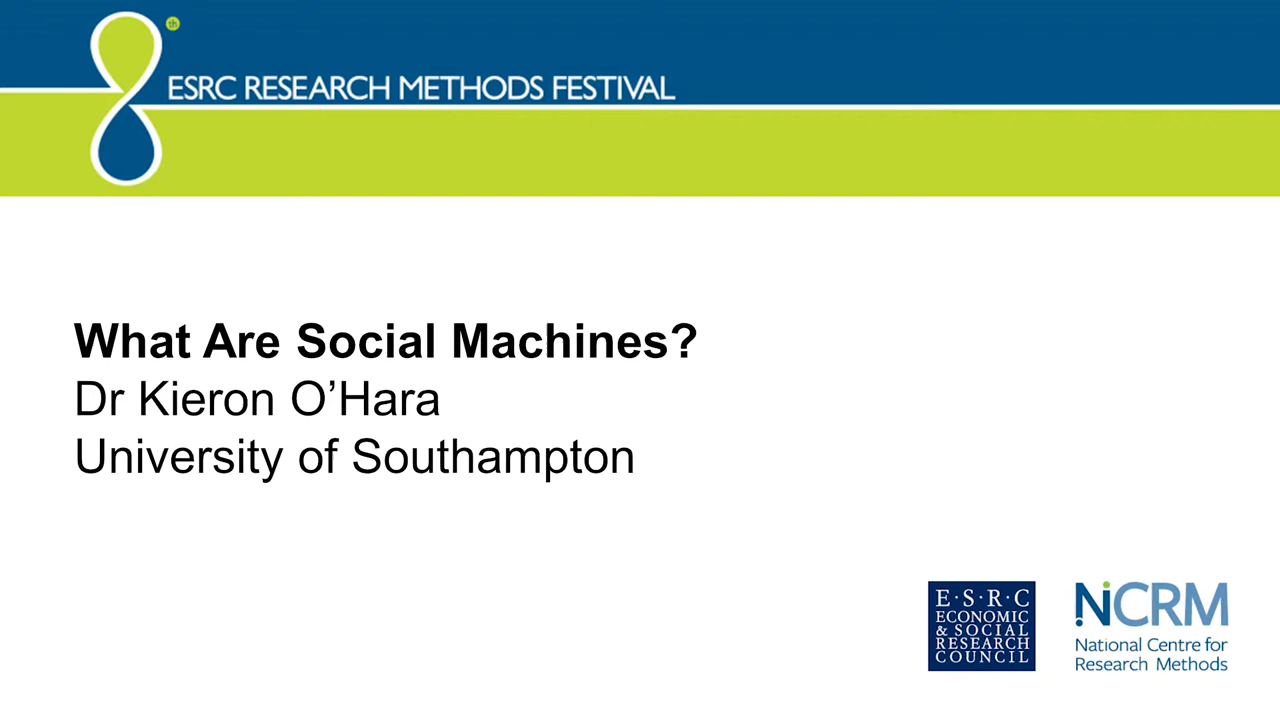 th
ESRC RESEARCH METHODS FESTIVAL
What Are Social Machines?
Dr Kieron O’Hara
University of Southampton
E·S·R·C
ECONOMIC
& SOCIAL
RESEARCH
COUNCIL
NCRM
National Centre for
Research Methods